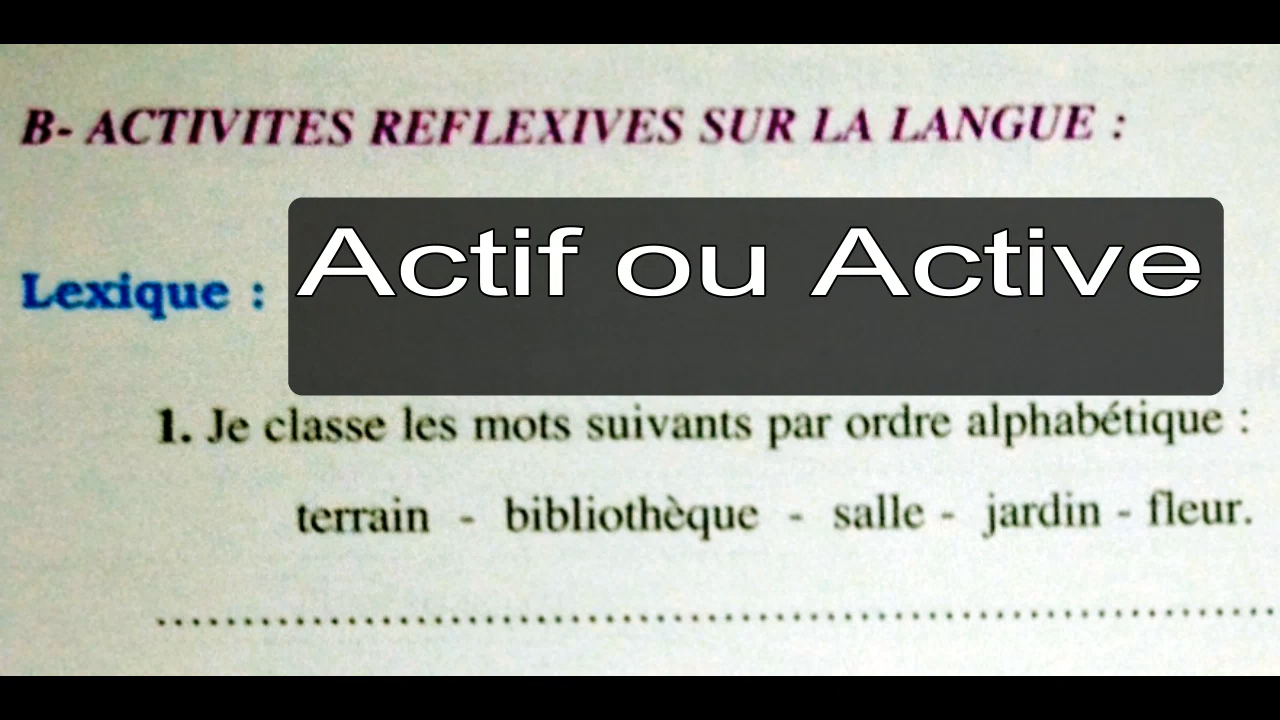 B- ACTIVITES REFLEXIVES SUR LA LANGUE :
Lexique : Actif ou Active
1. Je classe les mots suivants par ordre alphabétique :
terrain - bibliothèque - salle - jardin - fleur.
................................................................................